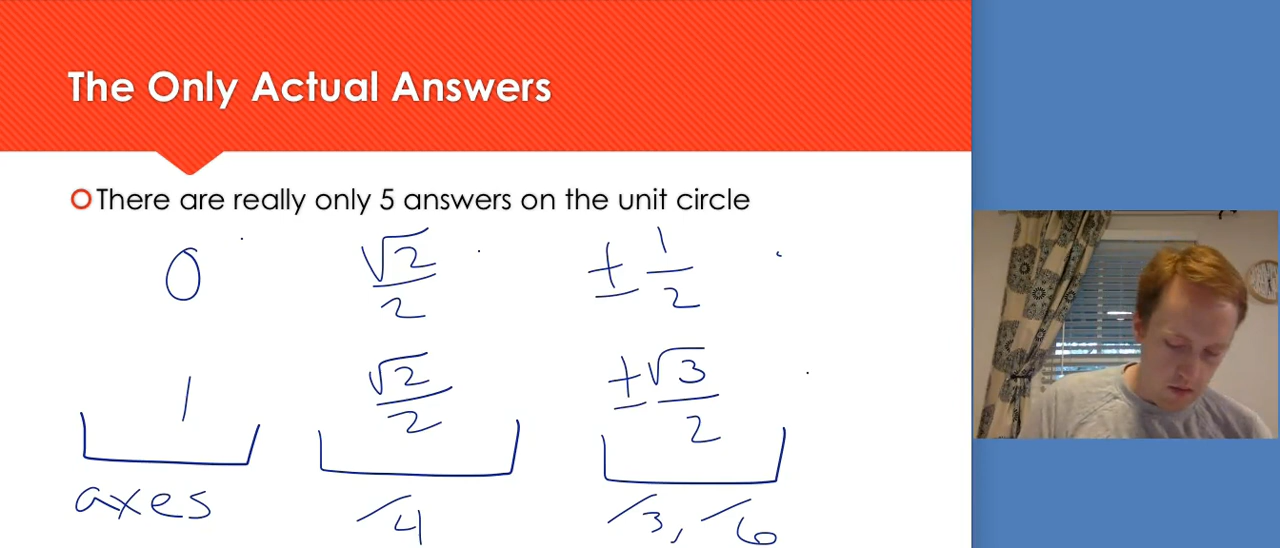 The Only Actual Answers
There are really only 5 answers on the unit circle
0 √2/2 ± 1/2
1 √2/2 ± √3/2
axes /4 /3, /6